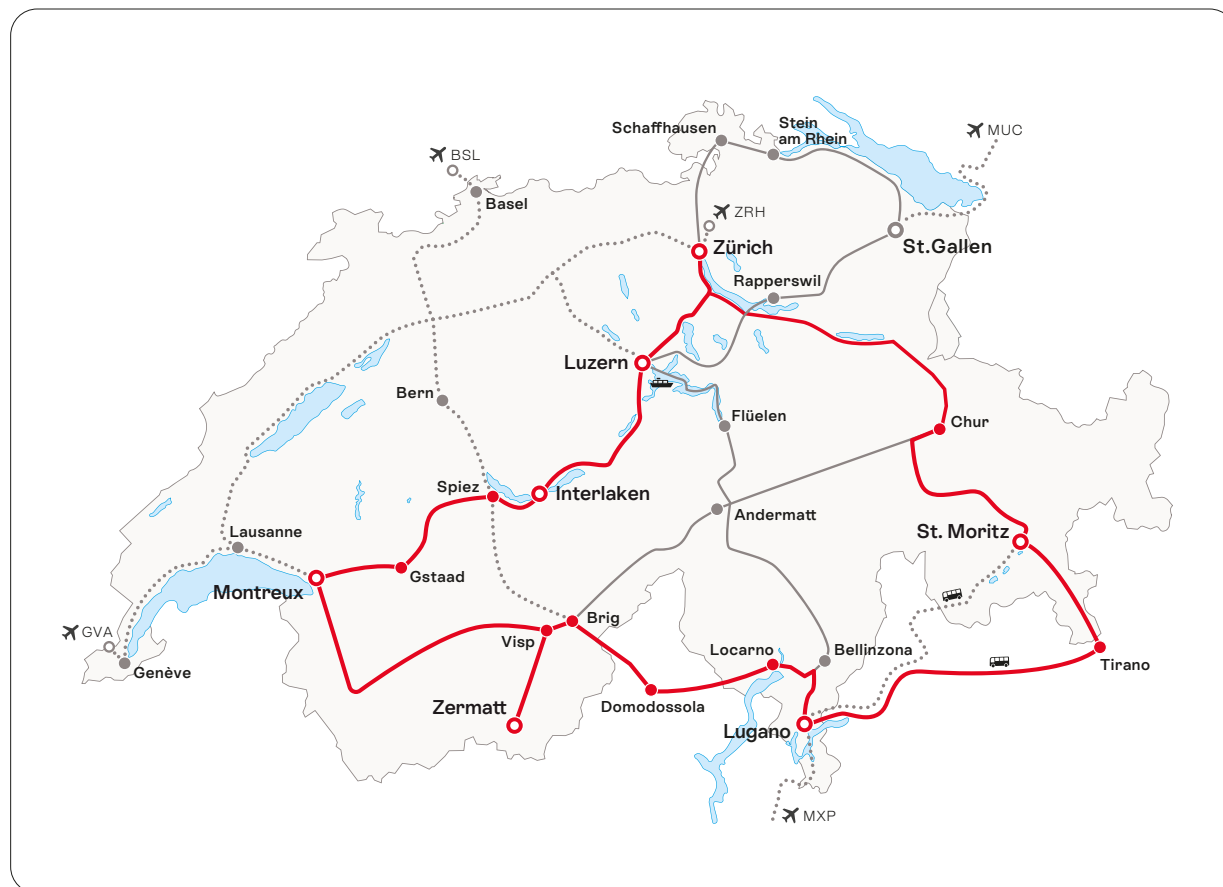 Schaffhausen
Stein
am Rhein
MUC
BSL
Basel
ZRH
Zürich
St.Gallen
Rapperswil
Luzern
Bern
Flüelen
Chur
Spiez
Interlaken
Andermatt
Lausanne
St. Moritz
Gstaad
Montreux
Brig
GVA
Visp
Locarno
Bellinzona
Genève
Tirano
Zermatt
Domodossola
Lugano
MXP